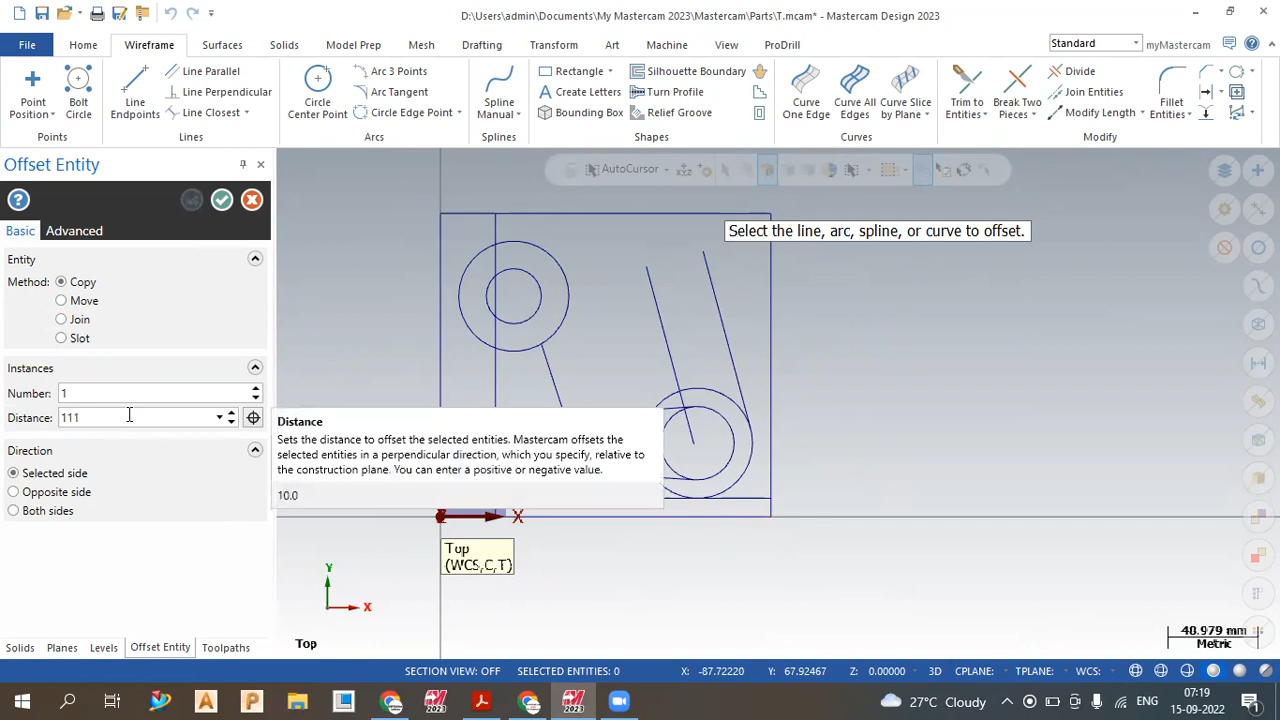 D:\Users\admin\Documents\My Mastercam 2023\Mastercam\Parts\T.mcam* - Mastercam Design 2023
File Home Wireframe Surfaces Solids Model Prep Mesh Drafting Transform Art Machine View ProDrill Standard myMastercam
Point Position
Bolt Circle
Points
Line Endpoints
Line Parallel
Line Perpendicular
Line Closest
Lines
Circle Center Point
Arc 3 Points
Arc Tangent
Circle Edge Point
Arcs
Spline Manual
Splines
Rectangle
Create Letters
Bounding Box
Silhouette Boundary
Turn Profile
Relief Groove
Shapes
Curve One Edge
Curve All Edges
Curve Slice by Plane
Curves
Trim to Entities
Break Two Pieces
Divide
Join Entities
Modify Length
Fillet Entities
Modify
Offset Entity
Basic Advanced
Entity
Method: Copy
Move
Join
Slot
Instances
Number: 1
Distance: 111
Direction
Selected side
Opposite side
Both sides
AutoCursor
Select the line, arc, spline, or curve to offset.
Distance
Sets the distance to offset the selected entities. Mastercam offsets the
selected entities in a perpendicular direction, which you specify, relative to
the construction plane. You can enter a positive or negative value.
10.0
X
Top
(WCS,C,T)
Y
X
Top
40.979 mm
Metric
Solids Planes Levels Offset Entity Toolpaths
SECTION VIEW: OFF SELECTED ENTITIES: 0 X: -87.72220 Y: 67.92467 Z: 0.00000 3D CPLANE: TPLANE: WCS:
2023 2023
27°C Cloudy ENG
07:19
15-09-2022
1